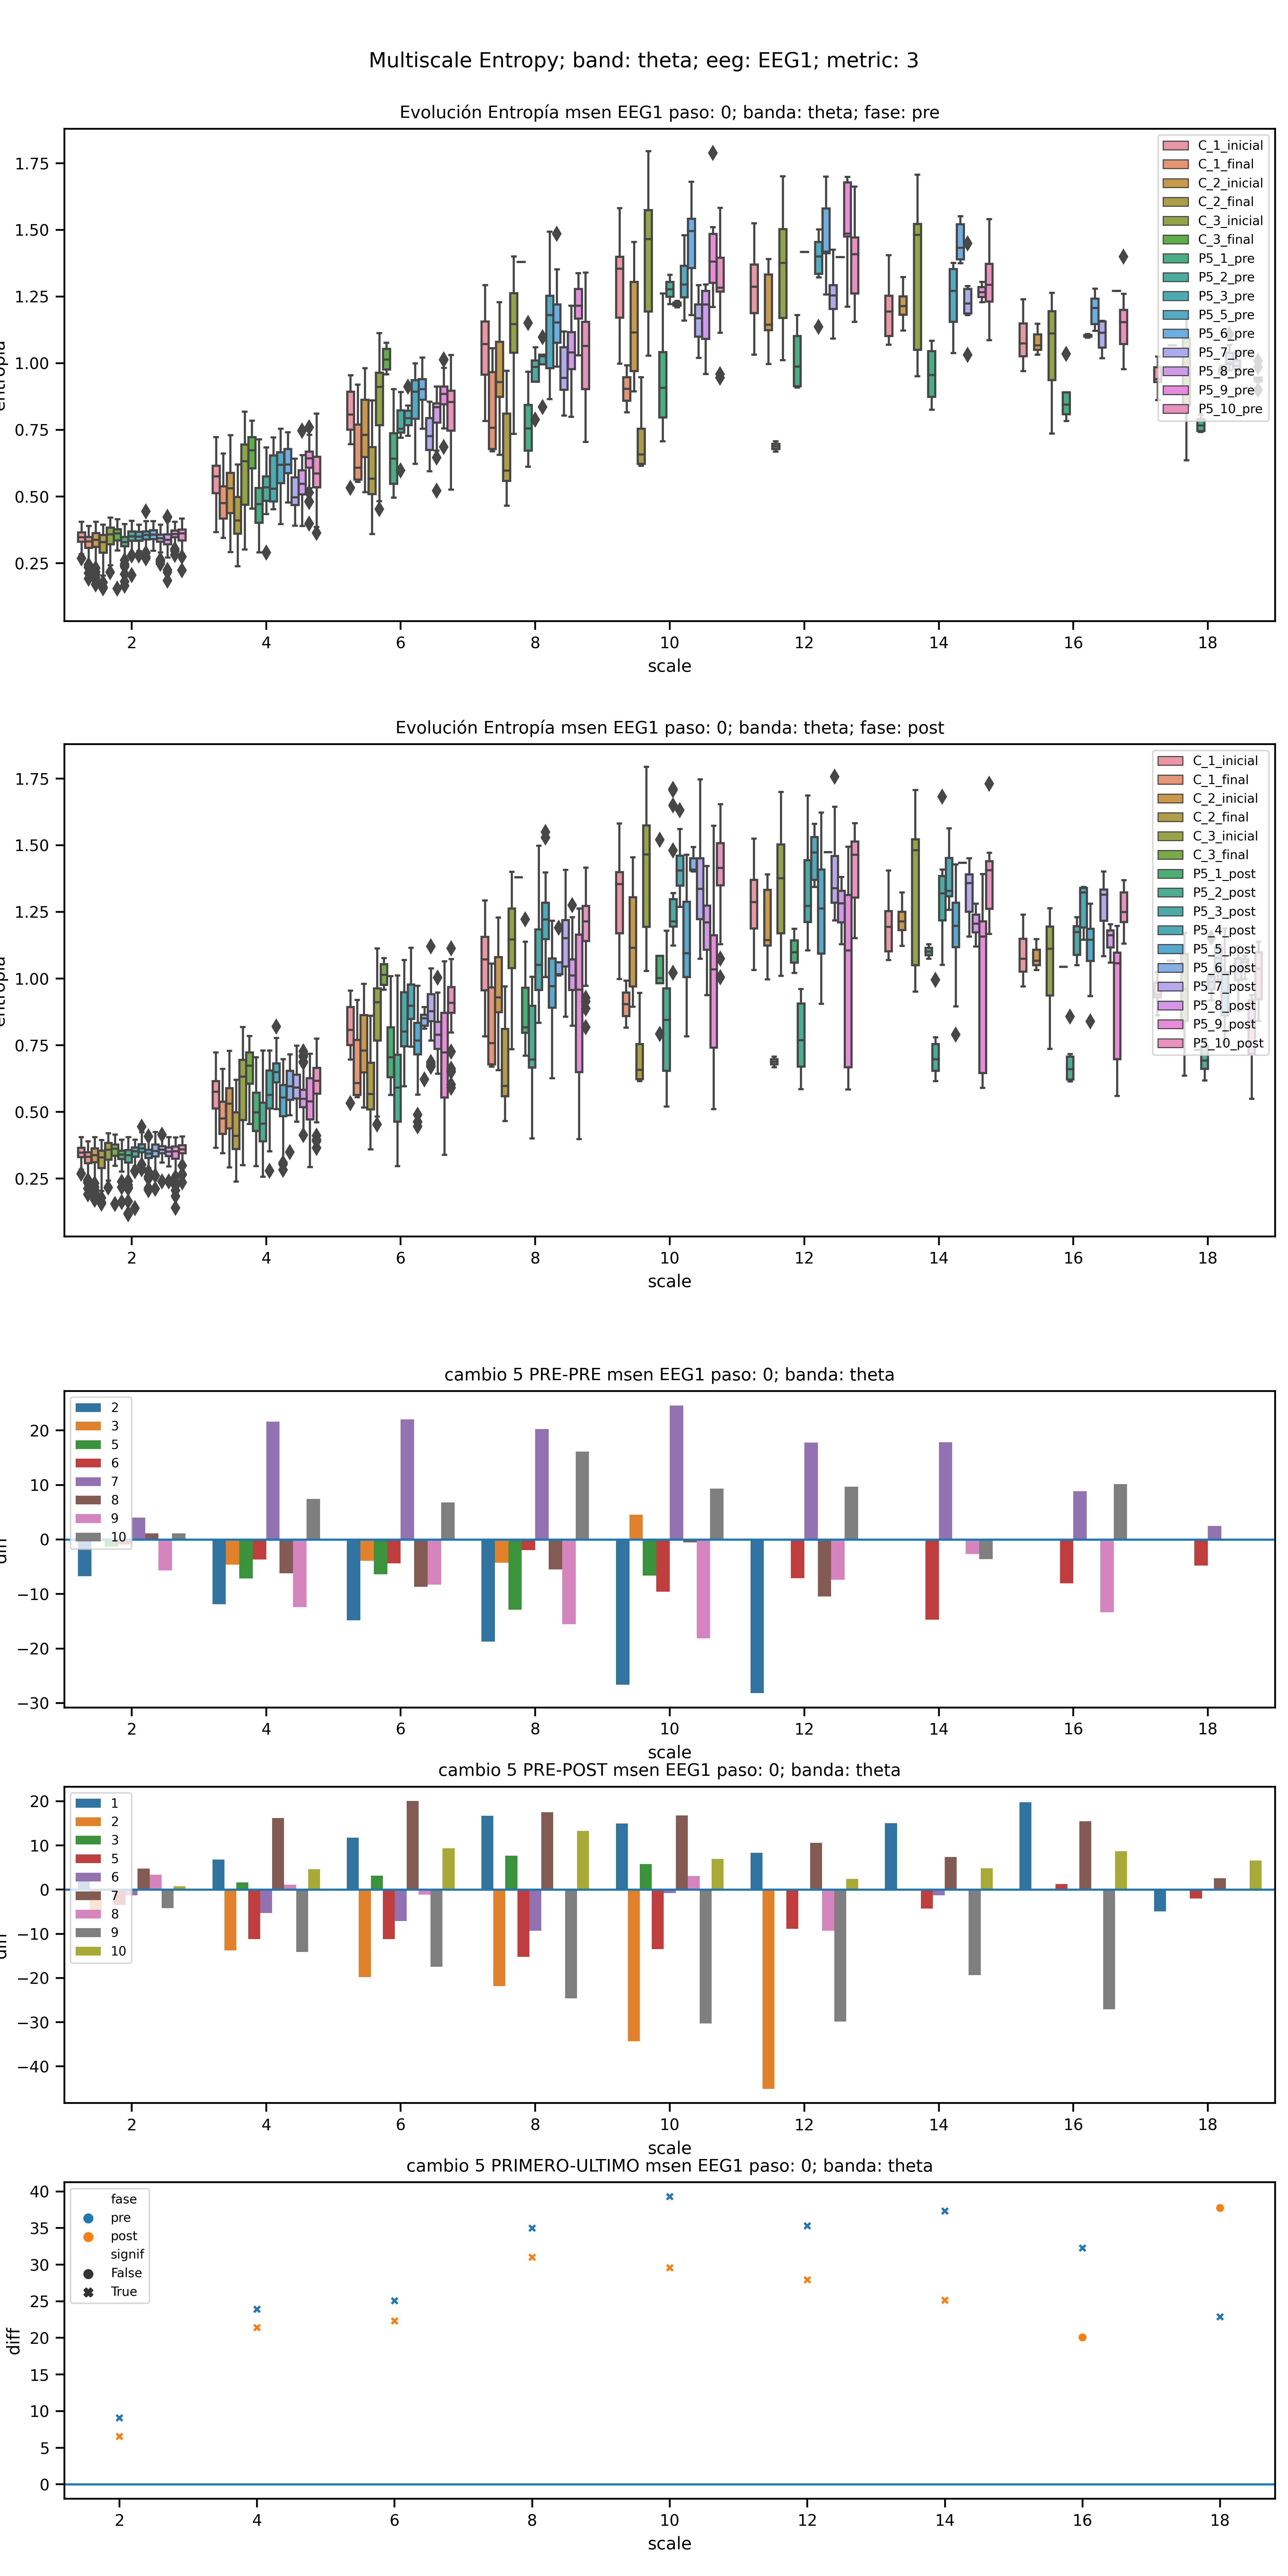 Multiscale Entropy; band: theta; eeg: EEG1; metric: 3
Evolución Entropía msen EEG1 paso: 0; banda: theta; fase: pre
1.75
1.50
1.25
1.00
0.75
0.50
0.25
C_1_inicial
C_1_final
C_2_inicial
C_2_final
C_3_inicial
C_3_final
P5_1_pre
P5_2_pre
P5_3_pre
P5_5_pre
P5_6_pre
P5_7_pre
P5_8_pre
P5_9_pre
P5_10_pre
2 4 6 8 10 12 14 16 18
scale
Evolución Entropía msen EEG1 paso: 0; banda: theta; fase: post
1.75
1.50
1.25
1.00
0.75
0.50
0.25
C_1_inicial
C_1_final
C_2_inicial
C_2_final
C_3_inicial
C_3_final
P5_1_post
P5_2_post
P5_3_post
P5_4_post
P5_5_post
P5_6_post
P5_7_post
P5_8_post
P5_9_post
P5_10_post
2 4 6 8 10 12 14 16 18
scale
cambio 5 PRE-PRE msen EEG1 paso: 0; banda: theta
20
10
0
−10
−20
−30
2
3
5
6
7
8
9
10
2 4 6 8 10 12 14 16 18
scale
cambio 5 PRE-POST msen EEG1 paso: 0; banda: theta
20
10
0
−10
−20
−30
−40
1
2
3
5
6
7
8
9
10
2 4 6 8 10 12 14 16 18
scale
cambio 5 PRIMERO-ULTIMO msen EEG1 paso: 0; banda: theta
40
35
30
25
20
15
10
5
0
diff
fase
pre
post
signif
False
True
2 4 6 8 10 12 14 16 18
scale